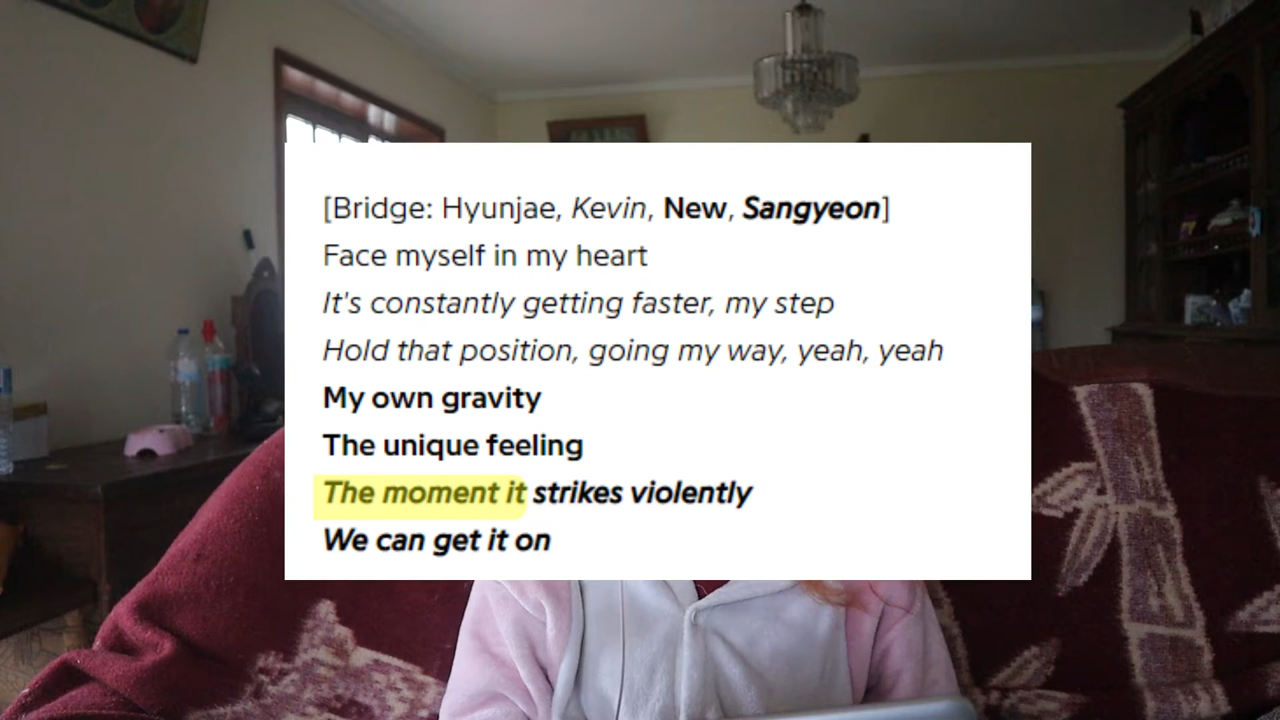 [Bridge: Hyunjae, Kevin, New, Sangyeon]
Face myself in my heart
It's constantly getting faster, my step
Hold that position, going my way, yeah, yeah
My own gravity
The unique feeling
The moment it strikes violently
We can get it on